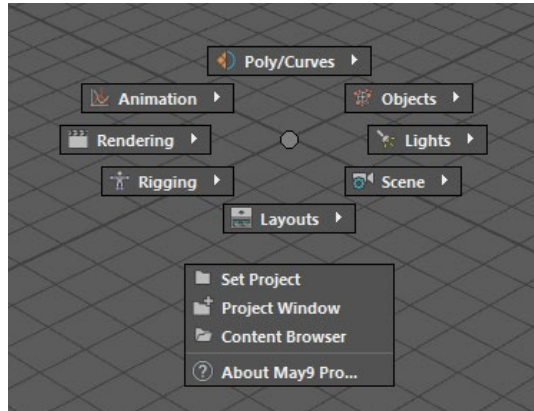 Poly/Curves
Animation
Objects
Rendering
Lights
Rigging
Scene
Layouts
Set Project
Project Window
Content Browser
About May9 Pro...